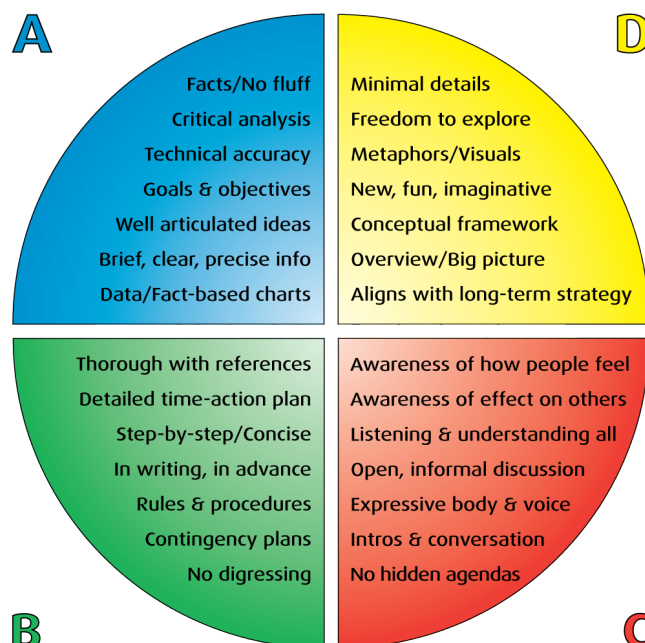 A
Facts/No fluff
Critical analysis
Technical accuracy
Goals & objectives
Well articulated ideas
Brief, clear, precise info
Data/Fact-based charts
D
Minimal details
Freedom to explore
Metaphors/Visuals
New, fun, imaginative
Conceptual framework
Overview/Big picture
Aligns with long-term strategy
B
Thorough with references
Detailed time-action plan
Step-by-step/Concise
In writing, in advance
Rules & procedures
Contingency plans
No digressing
C
Awareness of how people feel
Awareness of effect on others
Listening & understanding all
Open, informal discussion
Expressive body & voice
Intros & conversation
No hidden agendas